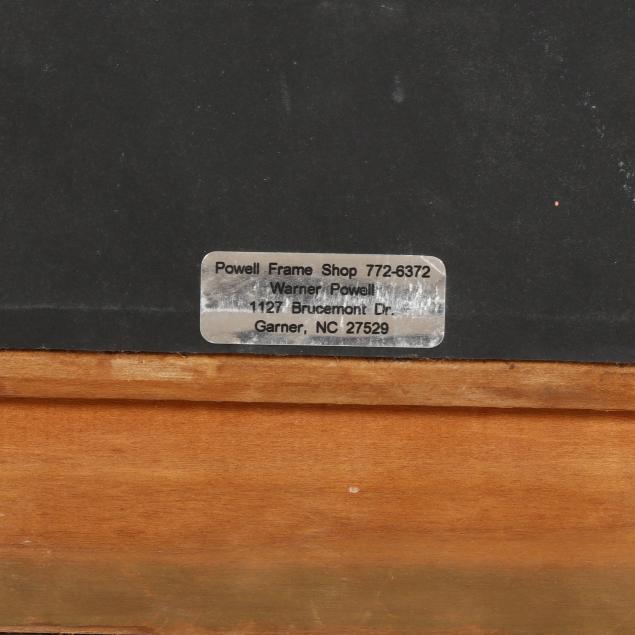 Powell Frame Shop 772-6372
Warner Powell
1127 Brucemont Dr.
Garner, NC 27529